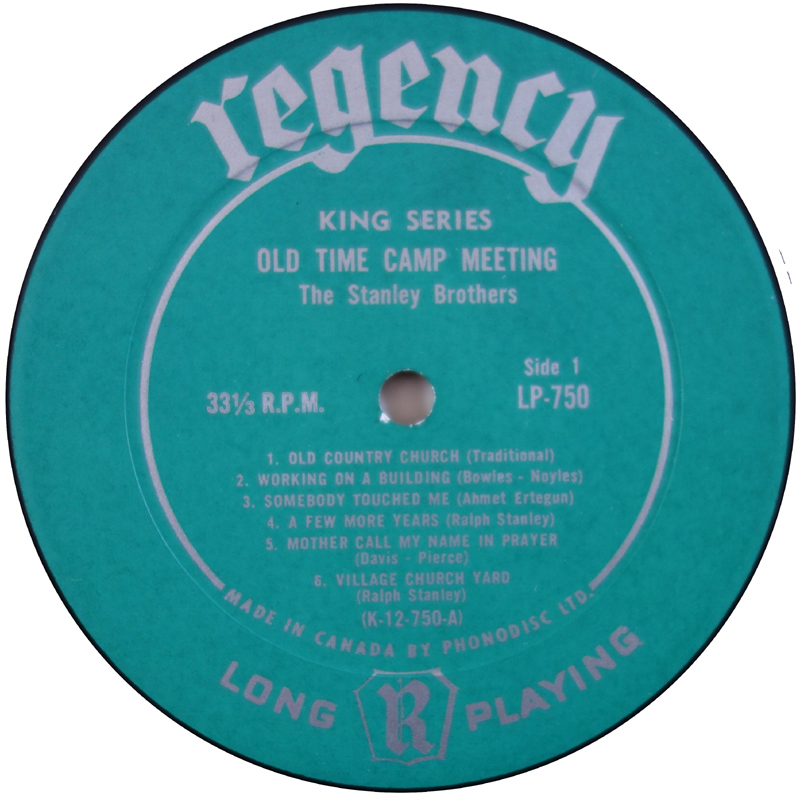 regency
KING SERIES
OLD TIME CAMP MEETING
The Stanley Brothers
Side 1
33⅓ R.P.M.
LP-750
1. OLD COUNTRY CHURCH (Traditional)
2. WORKING ON A BUILDING (Bowles - Noyles)
3. SOMEBODY TOUCHED ME (Ahmet Ertegun)
4. A FEW MORE YEARS (Ralph Stanley)
5. MOTHER CALL MY NAME IN PRAYER
(Davis - Pierce)
6. VILLAGE CHURCH YARD
(Ralph Stanley)
(K-12-750-A)
MADE IN CANADA BY PHONODISC LTD.
LONG R PLAYING